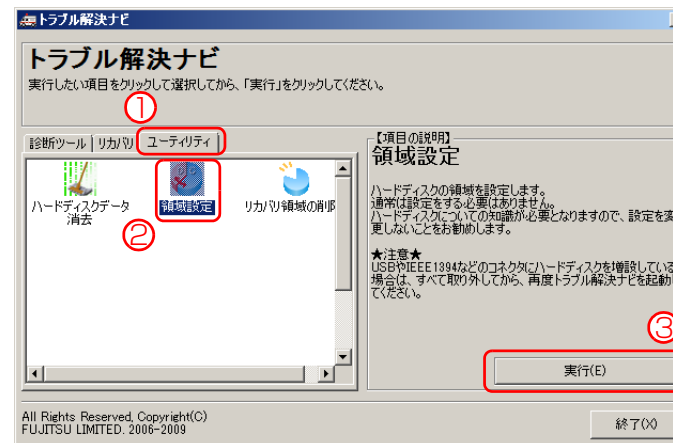 トラブル解決ナビ
トラブル解決ナビ
実行したい項目をクリックして選択してから、「実行」をクリックしてください。
①
診断ツール
リカバリ
ユーティリティ
ハードディスクデータ
消去
領域設定
リカバリ領域の削除
②
【項目の説明】
領域設定
ハードディスクの領域を設定します。
通常は設定をする必要はありません。
ハードディスクについての知識が必要となりますので、設定を変
更しないことをお勧めします。
★注意★
USBやIEEE1394などのコネクタにハードディスクを増設している
場合は、すべて取り外してから、再度トラブル解決ナビを起動し
てください。
③
実行(E)
All Rights Reserved, Copyright(C)
FUJITSU LIMITED. 2006-2009
終了(X)